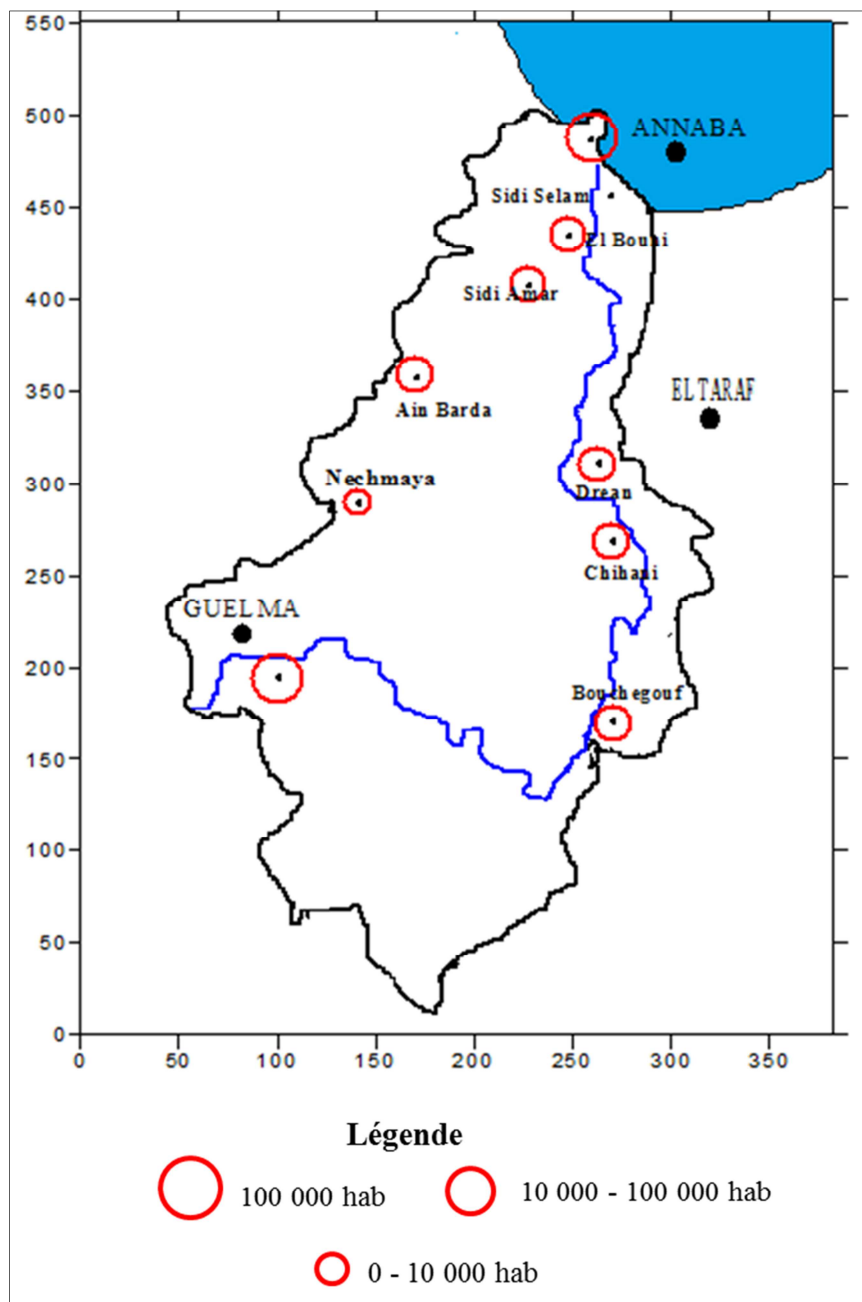 550
500
450
400
350
300
250
200
150
100
50
0
ANNABA
Sidi Selam
El Bouni
Sidi Amar
EL TARAF
Ain Barda
Nechmaya
Drean
Chihani
GUELMA
Bouchegouf
0 50 100 150 200 250 300 350
Légende
100 000 hab
10 000 - 100 000 hab
0 - 10 000 hab